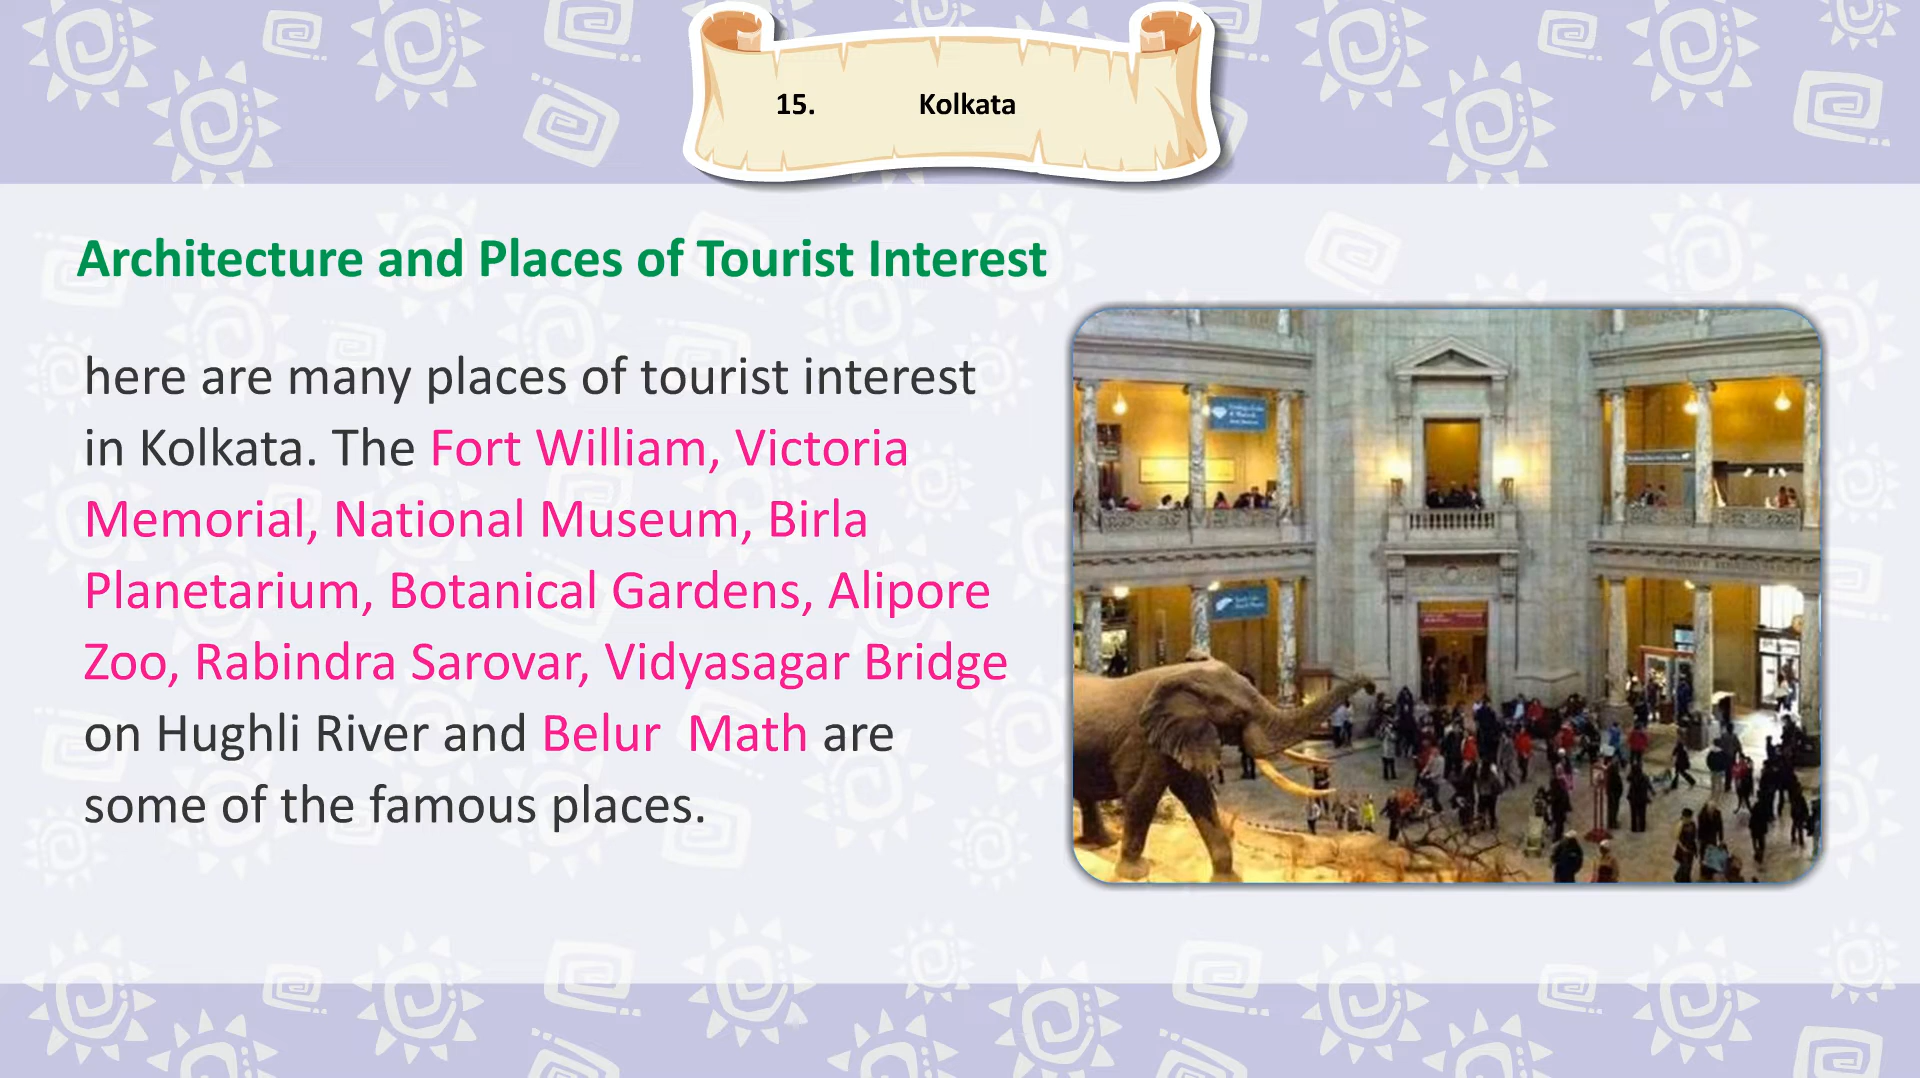 15. Kolkata
Architecture and Places of Tourist Interest
here are many places of tourist interest
in Kolkata. The Fort William, Victoria
Memorial, National Museum, Birla
Planetarium, Botanical Gardens, Alipore
Zoo, Rabindra Sarovar, Vidyasagar Bridge
on Hughli River and Belur  Math are
some of the famous places.